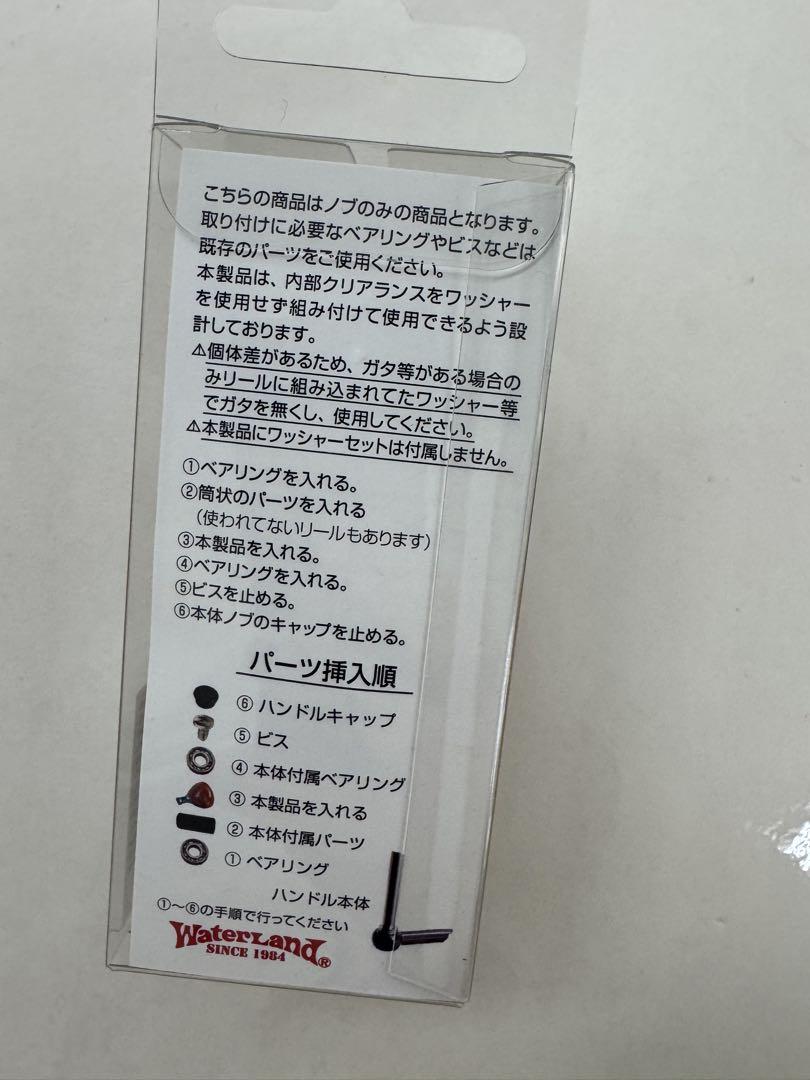 こちらの商品はノブのみの商品となります。
取り付けに必要なベアリングやビスなどは
既存のパーツをご使用ください。
本製品は、内部クリアランスをワッシャー
を使用せず組み付けて使用できるよう設
計しております。
⚠個体差があるため、ガタ等がある場合の
みリールに組み込まれてたワッシャー等
でガタを無くし、使用してください。
⚠本製品にワッシャーセットは付属しません。
①ベアリングを入れる。
②筒状のパーツを入れる
（使われてないリールもあります）
③本製品を入れる。
④ベアリングを入れる。
⑤ビスを止める。
⑥本体ノブのキャップを止める。
パーツ挿入順
⑥ ハンドルキャップ
⑤ ビス
④ 本体付属ベアリング
③ 本製品を入れる
② 本体付属パーツ
① ベアリング
ハンドル本体
①～⑥の手順で行ってください
WaterLand
SINCE 1984 ®